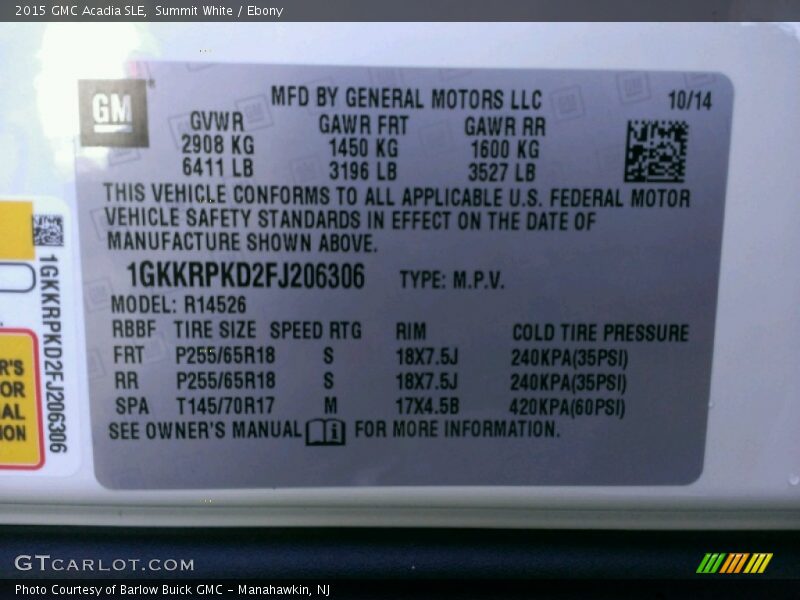 2015 GMC Acadia SLE, Summit White / Ebony
GM
MFD BY GENERAL MOTORS LLC 10/14
GVWR GAWR FRT GAWR RR
2908 KG 1450 KG 1600 KG
6411 LB 3196 LB 3527 LB
THIS VEHICLE CONFORMS TO ALL APPLICABLE U.S. FEDERAL MOTOR
VEHICLE SAFETY STANDARDS IN EFFECT ON THE DATE OF
MANUFACTURE SHOWN ABOVE.
1GKKRPKD2FJ206306 TYPE: M.P.V.
MODEL: R14526
RBBF TIRE SIZE SPEED RTG RIM COLD TIRE PRESSURE
FRT P255/65R18 S 18X7.5J 240KPA(35PSI)
RR P255/65R18 S 18X7.5J 240KPA(35PSI)
SPA T145/70R17 M 17X4.5B 420KPA(60PSI)
SEE OWNER'S MANUAL FOR MORE INFORMATION.
1GKKRPKD2FJ206306
GTCARLOT.COM
Photo Courtesy of Barlow Buick GMC – Manahawkin, NJ